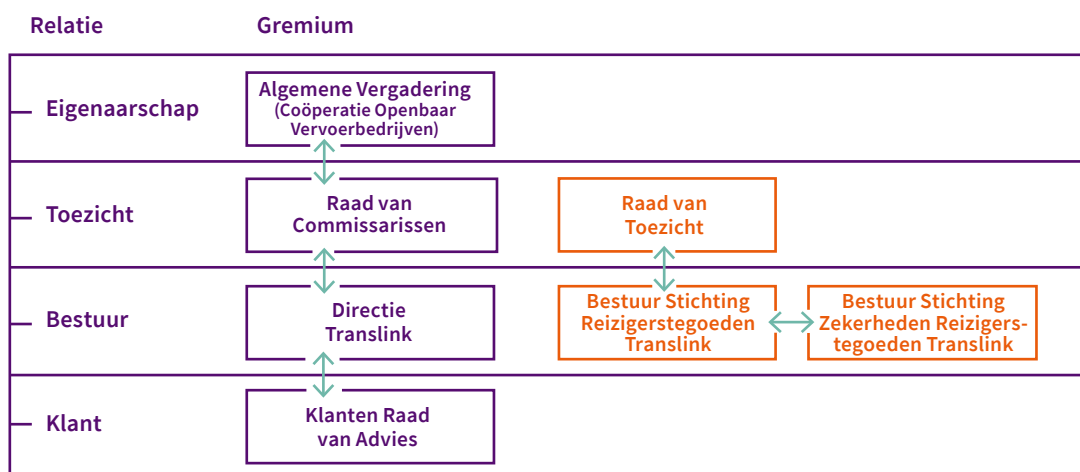 Relatie
Gremium
Eigenaarschap
Algemene Vergadering
(Coöperatie Openbaar
Vervoerbedrijven)
Toezicht
Raad van
Commissarissen
Raad van
Toezicht
Bestuur
Directie
Translink
Bestuur Stichting
Reizigerstegoeden
Translink
Bestuur Stichting
Zekerheden Reizigers-
tegoeden Translink
Klant
Klanten Raad
van Advies